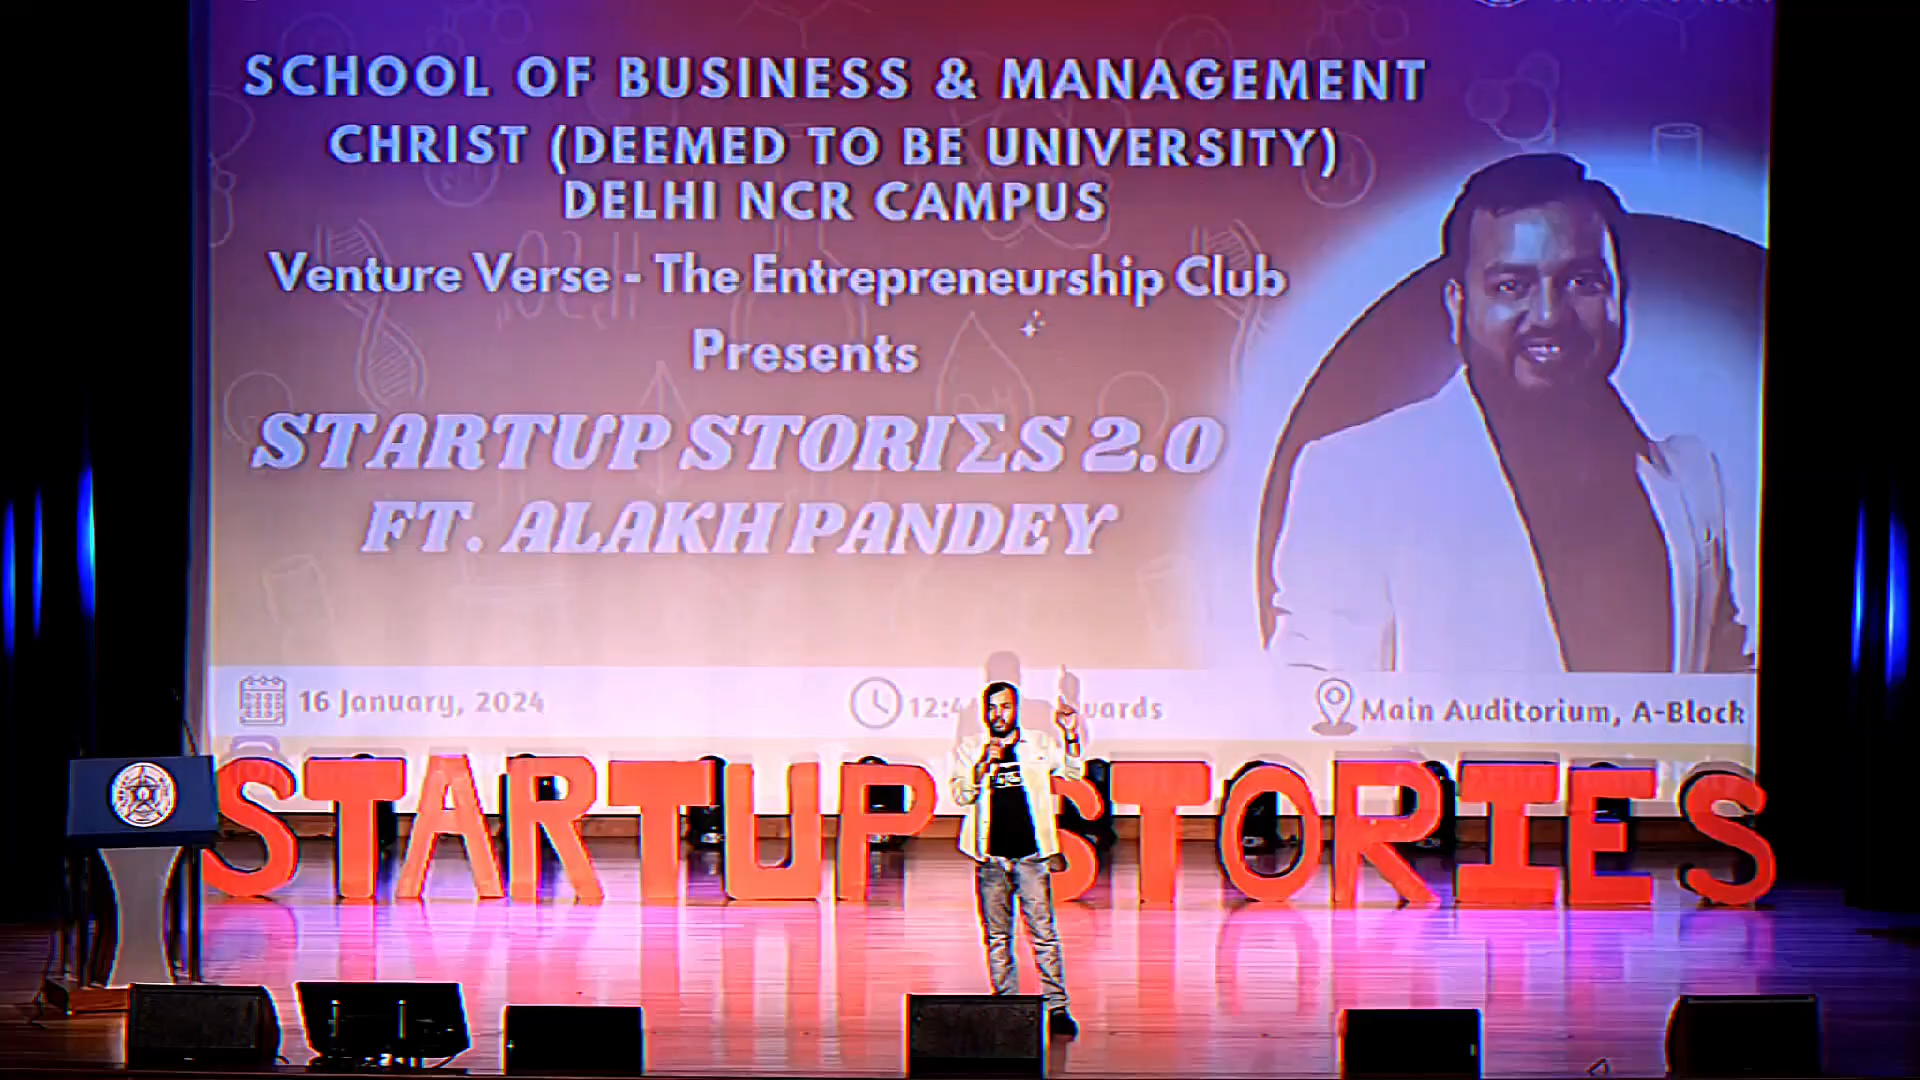 SCHOOL OF BUSINESS & MANAGEMENT
CHRIST (DEEMED TO BE UNIVERSITY)
DELHI NCR CAMPUS
Venture Verse - The Entrepreneurship Club
Presents
STARTUP STORIΣS 2.0
FT. ALAKH PANDEY
16 January, 2024
Main Auditorium, A-Block
STARTUP STORIES